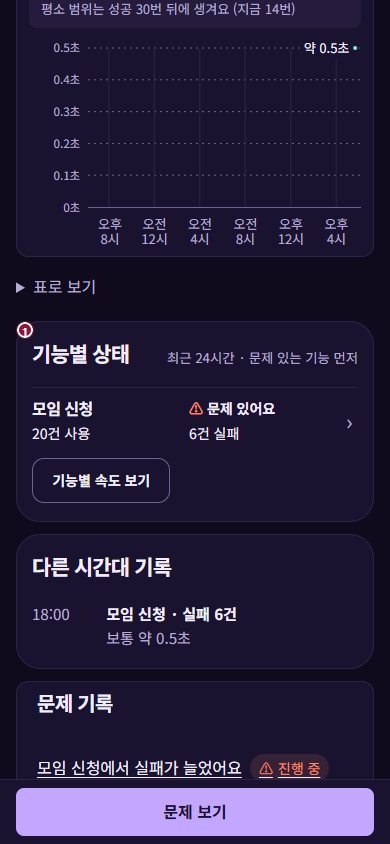 평소 범위는 성공 30번 뒤에 생겨요 (지금 14번)
0.5초
약 0.5초
0.4초
0.3초
0.2초
0.1초
0초
오후 오전 오전 오전 오후 오후
8시 12시 4시 8시 12시 4시
표로 보기
1
기능별 상태
최근 24시간 · 문제 있는 기능 먼저
모임 신청
문제 있어요
20건 사용
6건 실패
기능별 속도 보기
다른 시간대 기록
18:00
모임 신청 · 실패 6건
보통 약 0.5초
문제 기록
모임 신청에서 실패가 늘었어요
진행 중
문제 보기